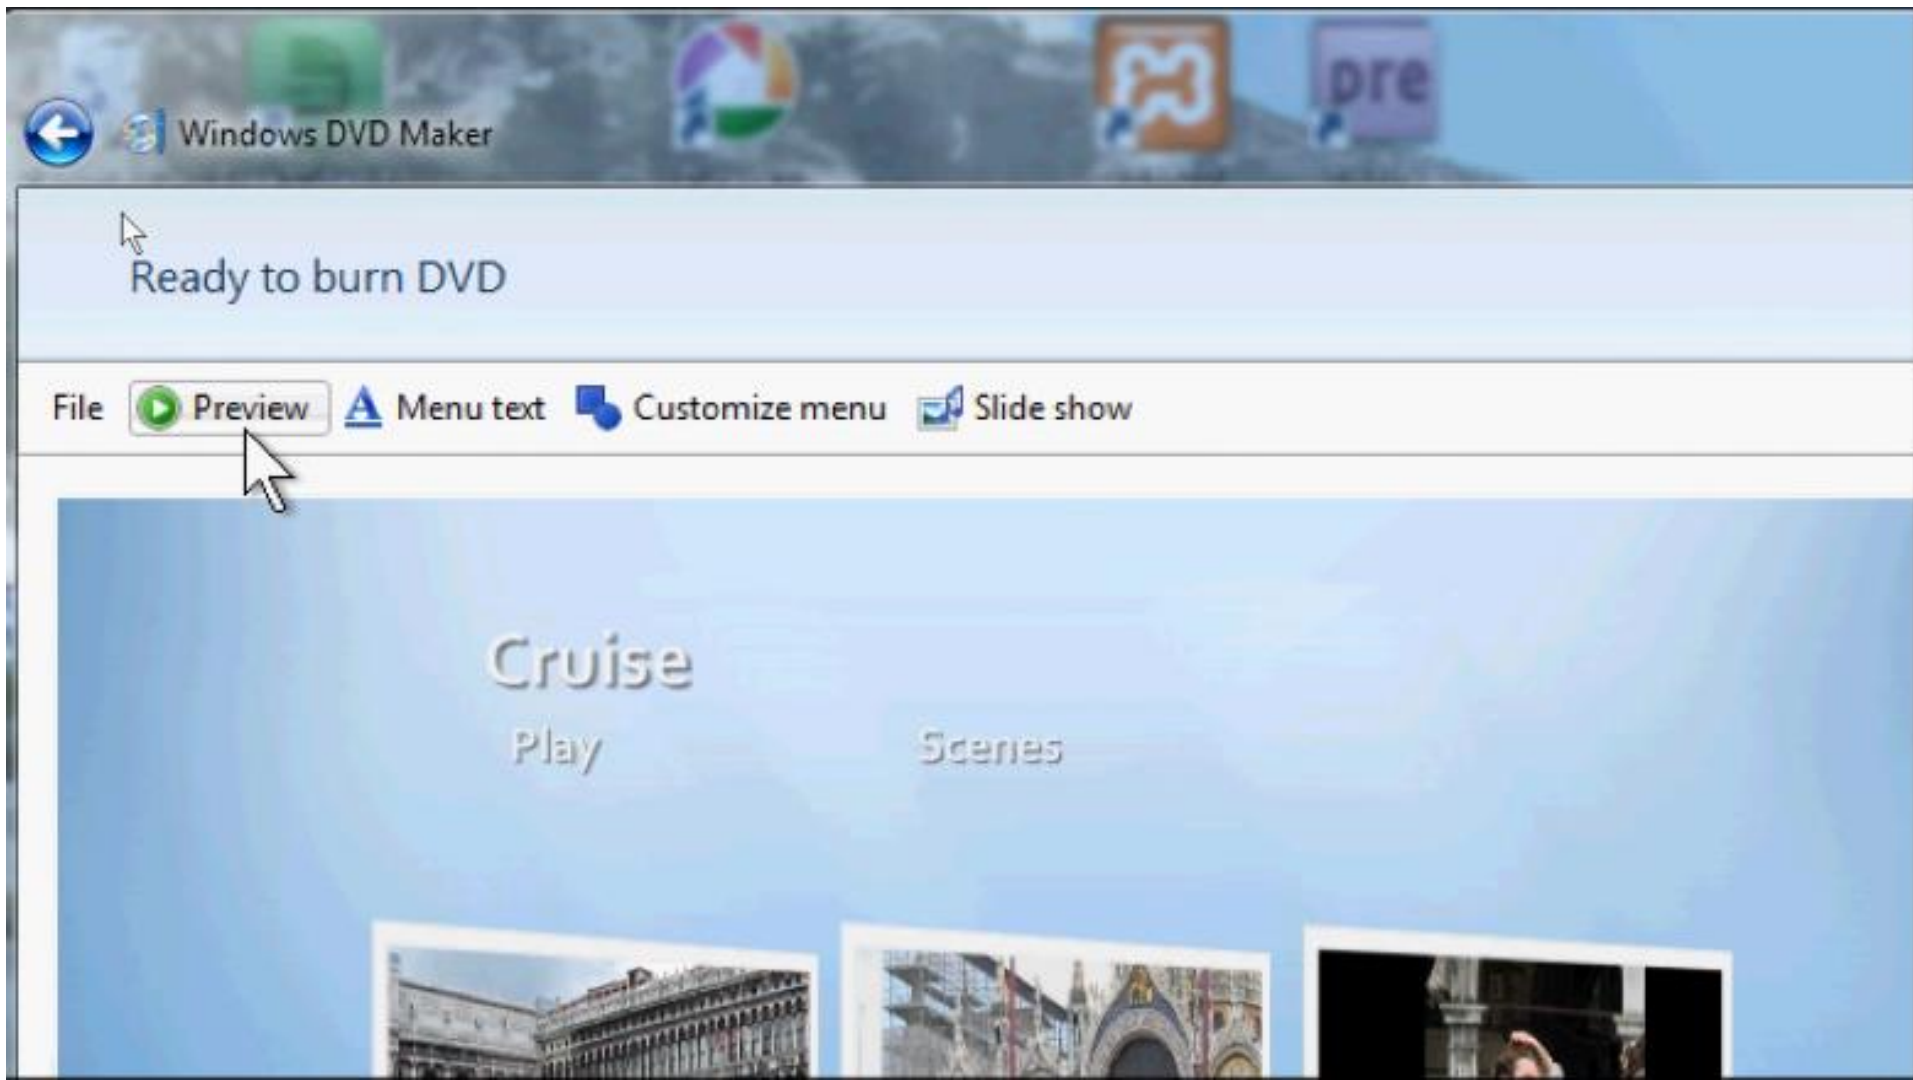 pre
Windows DVD Maker
Ready to burn DVD
File Preview Menu text Customize menu Slide show
Cruise
Play Scenes